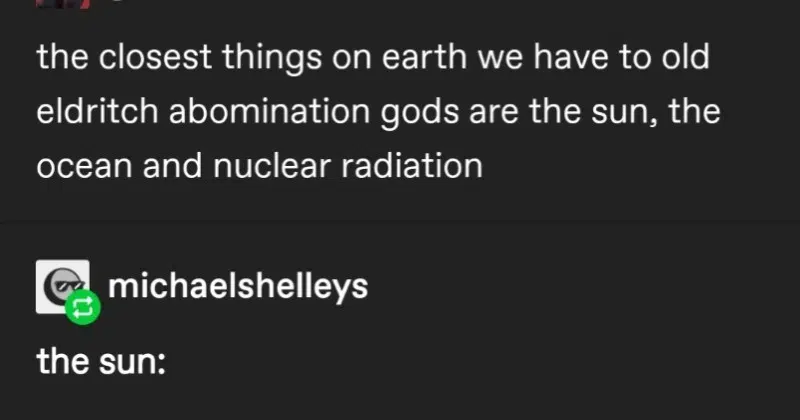 the closest things on earth we have to old
eldritch abomination gods are the sun, the
ocean and nuclear radiation
michaelshelleys
the sun: